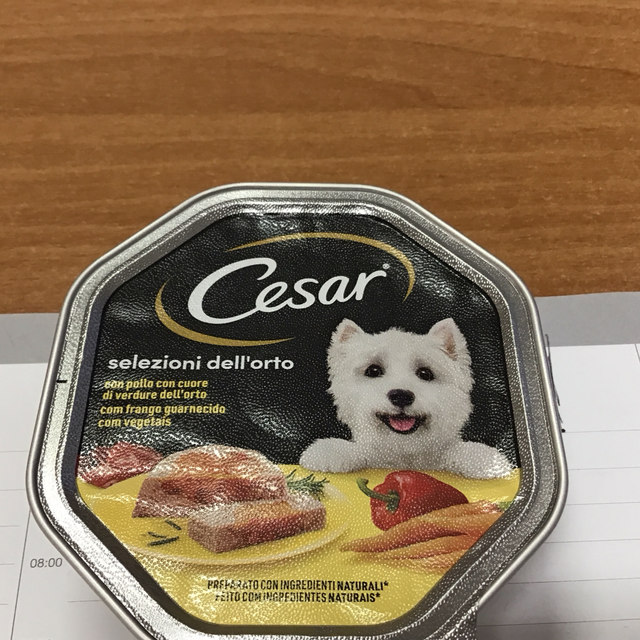 Cesar®
selezioni dell'orto
con pollo con cuore
di verdure dell'orto
com frango guarnecido
com vegetais
PREPARATO CON INGREDIENTI NATURALI*
FEITO COM INGREDIENTES NATURAIS*
08:00